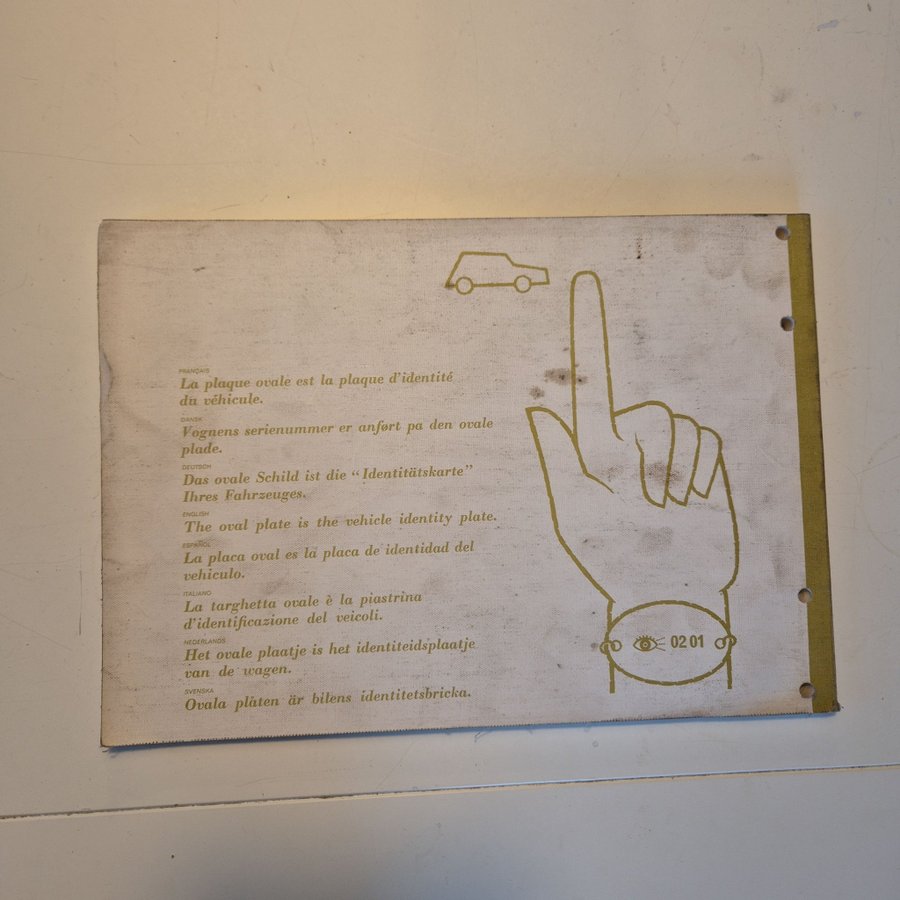 FRANÇAIS
La plaque ovale est la plaque d'identité
du véhicule.
DANSK
Vognens serienummer er anført pa den ovale
plade.
DEUTSCH
Das ovale Schild ist die “Identitätskarte”
Ihres Fahrzeuges.
ENGLISH
The oval plate is the vehicle identity plate.
ESPAÑOL
La placa oval es la placa de identidad del
vehiculo.
ITALIANO
La targhetta ovale è la piastrina
d'identificazione del veicoli.
NEDERLANDS
Het ovale plaatje is het identiteidsplaatje
van de wagen.
SVENSKA
Ovala plåten är bilens identitetsbricka.
02 01